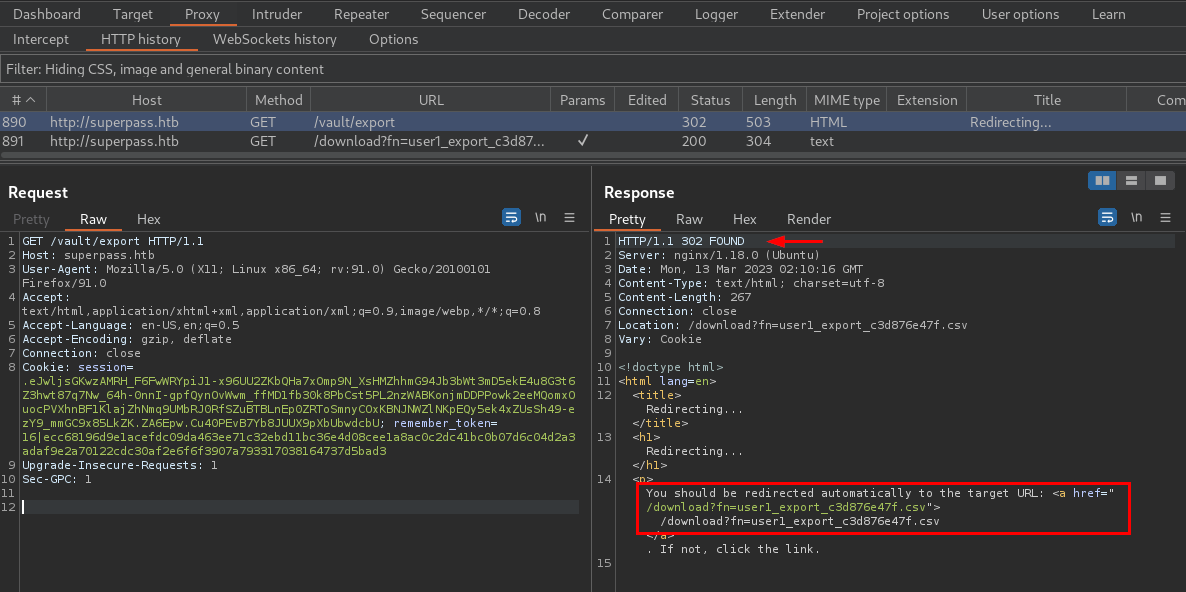 Dashboard Target Proxy Intruder Repeater Sequencer Decoder Comparer Logger Extender Project options User options Learn
Intercept HTTP history WebSockets history Options
Filter: Hiding CSS, image and general binary content
# Host Method URL Params Edited Status Length MIME type Extension Title Com
890 http://superpass.htb GET /vault/export 302 503 HTML Redirecting...
891 http://superpass.htb GET /download?fn=user1_export_c3d87... ✓ 200 304 text
Request
Pretty Raw Hex \n
1 GET /vault/export HTTP/1.1
2 Host: superpass.htb
3 User-Agent: Mozilla/5.0 (X11; Linux x86_64; rv:91.0) Gecko/20100101
Firefox/91.0
4 Accept:
text/html,application/xhtml+xml,application/xml;q=0.9,image/webp,*/*;q=0.8
5 Accept-Language: en-US,en;q=0.5
6 Accept-Encoding: gzip, deflate
7 Connection: close
8 Cookie: session=
.eJwljsGKwzAMRH_F6FwWRYpiJ1-x96UU2ZKbQHa7xOmp9N_XsHMZhhmG94Jb3bWt3mD5ekE4u8G3t6
Z3hwt87q7Nw_64h-0nnI-gpfQynOvWwm_ffMD1fb30k8PbCst5PL2nzWABKonjmDDPPowk2eeMQomxO
uocPVXhnBF1KlajZhNmq9UMbRJ0RfSZuBTBLnEp0ZRToSmnyCOxKBNJNWZlNKpEQy5ek4xZUsSh49-e
zY9_mmGC9x85LkZK.ZA6Epw.Cu40PEvB7Yb8JUUX9pXbUbwdcbU; remember_token=
16|ecc68196d9e1acefdc09da463ee71c32ebd11bc36e4d08cee1a8ac0c2dc41bc0b07d6c04d2a3
adaf9e2a70122cdc30af2e6f6f3907a793317038164737d5bad3
9 Upgrade-Insecure-Requests: 1
10 Sec-GPC: 1
11
12
Response
Pretty Raw Hex Render \n
1 HTTP/1.1 302 FOUND
2 Server: nginx/1.18.0 (Ubuntu)
3 Date: Mon, 13 Mar 2023 02:10:16 GMT
4 Content-Type: text/html; charset=utf-8
5 Content-Length: 267
6 Connection: close
7 Location: /download?fn=user1_export_c3d876e47f.csv
8 Vary: Cookie
9
10 <!doctype html>
11 <html lang=en>
12 <title>
Redirecting...
</title>
13 <h1>
Redirecting...
</h1>
14 <p>
You should be redirected automatically to the target URL: <a href="
/download?fn=user1_export_c3d876e47f.csv">
/download?fn=user1_export_c3d876e47f.csv
</a>
. If not, click the link.
15